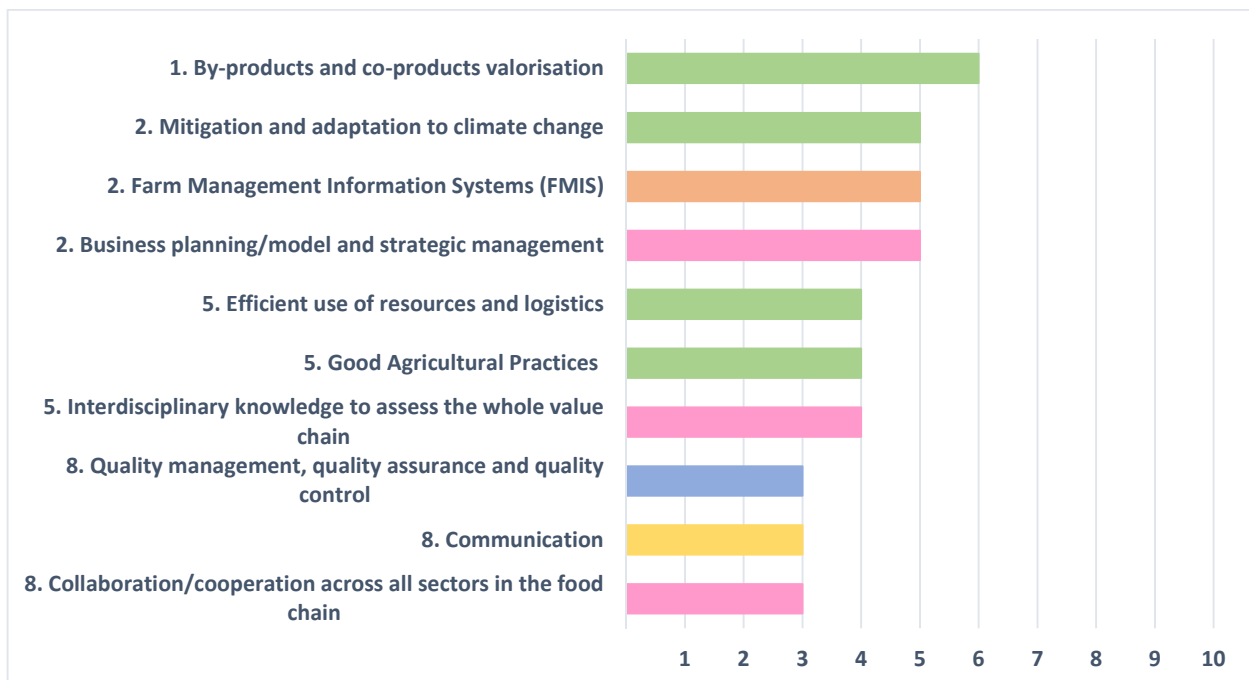 1. By-products and co-products valorisation
2. Mitigation and adaptation to climate change
2. Farm Management Information Systems (FMIS)
2. Business planning/model and strategic management
5. Efficient use of resources and logistics
5. Good Agricultural Practices
5. Interdisciplinary knowledge to assess the whole value
chain
8. Quality management, quality assurance and quality
control
8. Communication
8. Collaboration/cooperation across all sectors in the food
chain
1 2 3 4 5 6 7 8 9 10